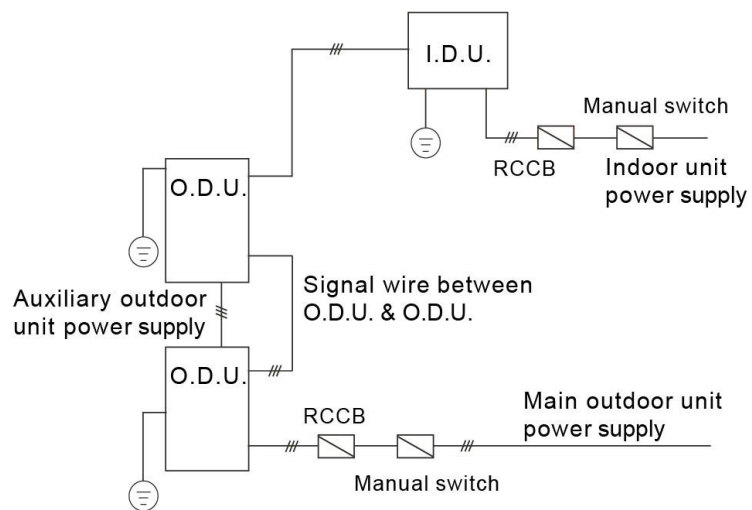 I.D.U.
Manual switch
RCCB
Indoor unit
power supply
O.D.U.
Auxiliary outdoor
unit power supply
Signal wire between
O.D.U. & O.D.U.
O.D.U.
RCCB
Main outdoor unit
power supply
Manual switch